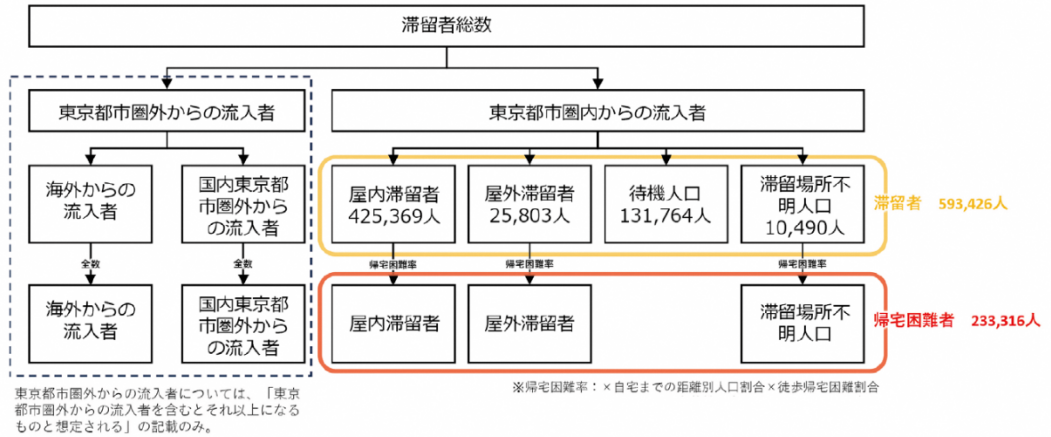 滞留者総数
東京都市圏外からの流入者
東京都市圏内からの流入者
海外からの
流入者
国内東京都
市圏外から
の流入者
屋内滞留者
425,369人
屋外滞留者
25,803人
待機人口
131,764人
滞留場所不
明人口
10,490人
滞留者 593,426人
全数
全数
帰宅困難率
帰宅困難率
帰宅困難率
海外からの
流入者
国内東京都
市圏外から
の流入者
屋内滞留者
屋外滞留者
滞留場所不
明人口
帰宅困難者 233,316人
※帰宅困難率：×自宅までの距離別人口割合×徒歩帰宅困難割合
東京都市圏外からの流入者については、「東京
都市圏外からの流入者を含むとそれ以上になる
ものと想定される」の記載のみ。